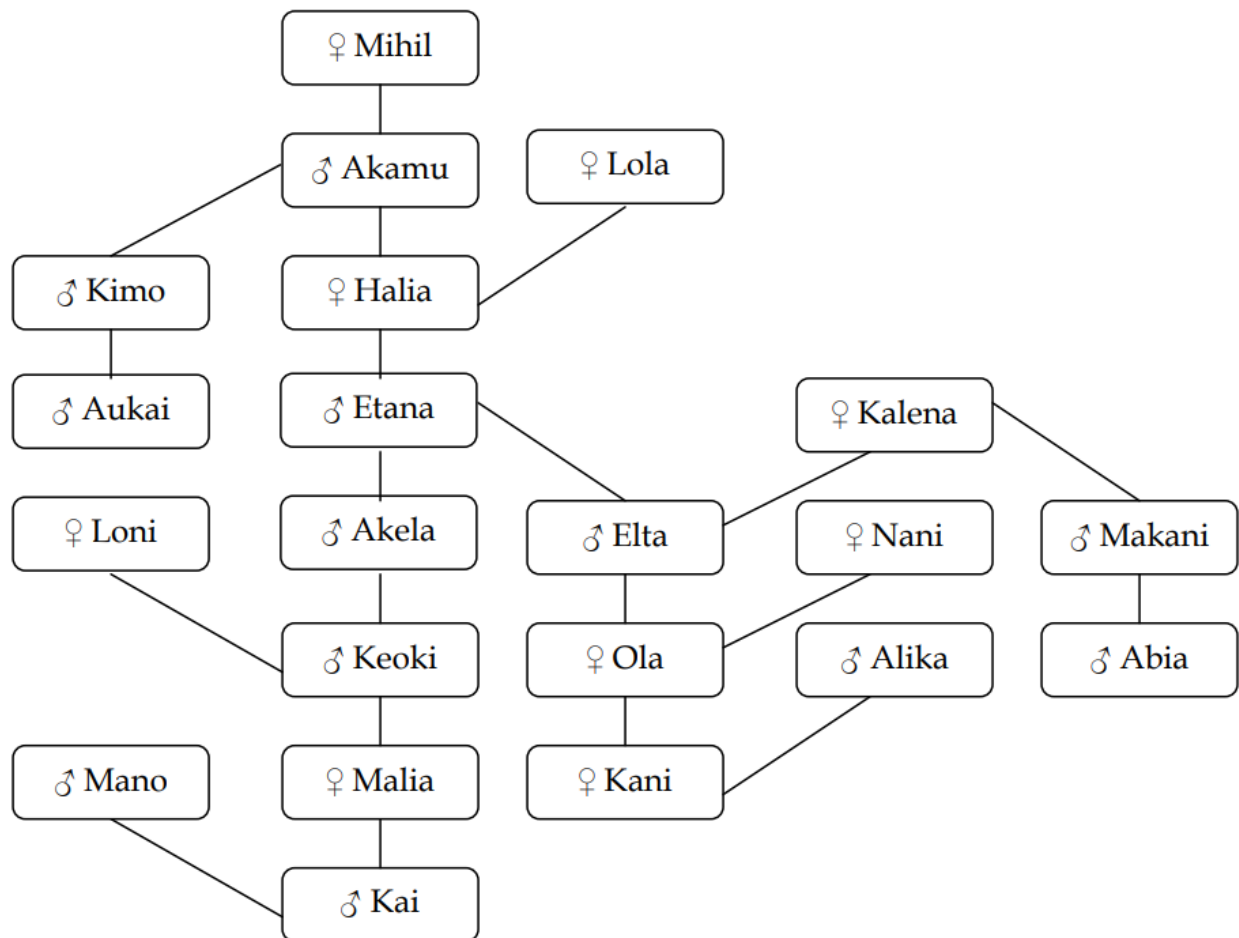 ♀ Mihil
♂ Akamu
♀ Lola
♂ Kimo
♀ Halia
♂ Aukai
♂ Etana
♀ Kalena
♀ Loni
♂ Akela
♂ Elta
♀ Nani
♂ Makani
♂ Keoki
♀ Ola
♂ Alika
♂ Abia
♂ Mano
♀ Malia
♀ Kani
♂ Kai